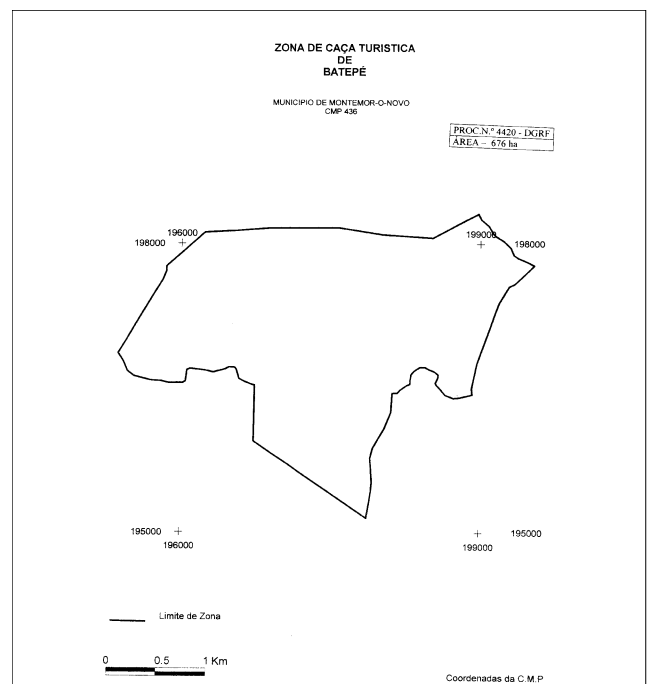 ZONA DE CAÇA TURISTICA
DE
BATEPÉ
MUNICIPIO DE MONTEMOR-O-NOVO
CMP 436
PROC.N.º 4420 - DGRF
ÁREA – 676 ha
196000
198000
199000
198000
195000
196000
195000
199000
Limite de Zona
0 0.5 1 Km
Coordenadas da C.M.P